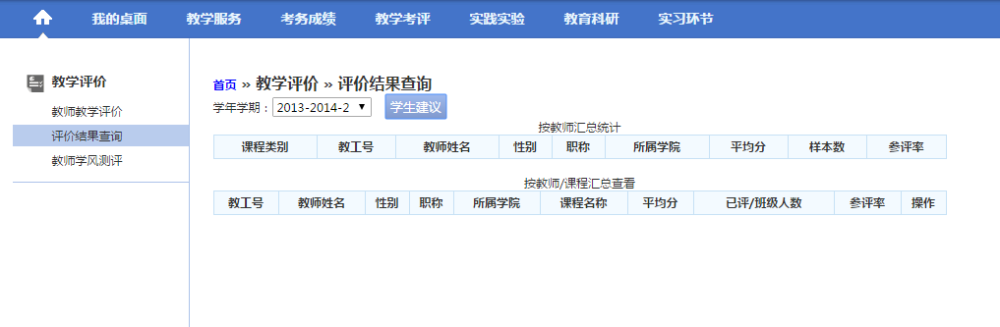 我的桌面 教学服务 考务成绩 教学考评 实践实验 教育科研 实习环节
教学评价
教师教学评价
评价结果查询
教师学风测评
首页 » 教学评价 » 评价结果查询
学年学期：2013-2014-2 学生建议
按教师汇总统计
课程类别 教工号 教师姓名 性别 职称 所属学院 平均分 样本数 参评率
按教师/课程汇总查看
教工号 教师姓名 性别 职称 所属学院 课程名称 平均分 已评/班级人数 参评率 操作